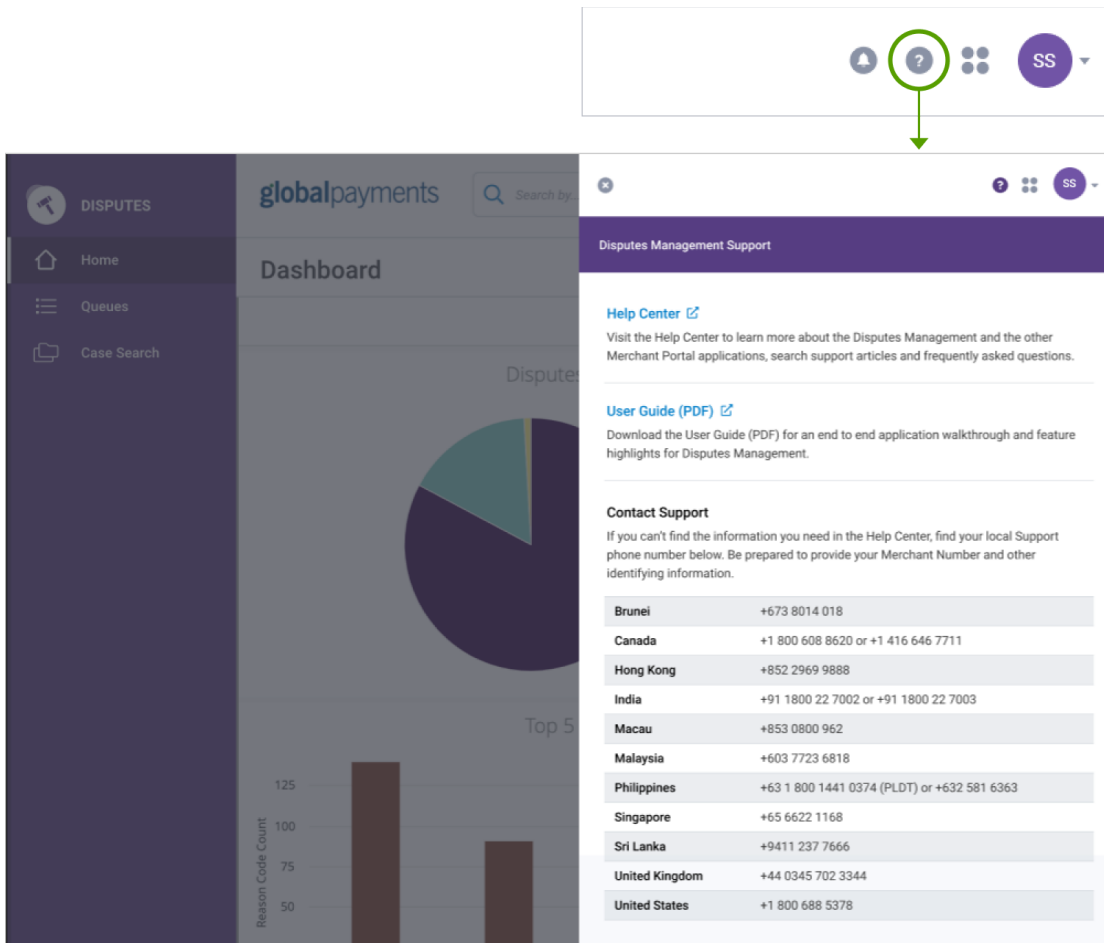 ?
SS
DISPUTES
Home
Queues
Case Search
globalpayments
Search by...
Dashboard
Disputes
Top 5
125
100
75
50
Reason Code Count
?
SS
Disputes Management Support
Help Center
Visit the Help Center to learn more about the Disputes Management and the other
Merchant Portal applications, search support articles and frequently asked questions.
User Guide (PDF)
Download the User Guide (PDF) for an end to end application walkthrough and feature
highlights for Disputes Management.
Contact Support
If you can't find the information you need in the Help Center, find your local Support
phone number below. Be prepared to provide your Merchant Number and other
identifying information.
Brunei +673 8014 018
Canada +1 800 608 8620 or +1 416 646 7711
Hong Kong +852 2969 9888
India +91 1800 22 7002 or +91 1800 22 7003
Macau +853 0800 962
Malaysia +603 7723 6818
Philippines +63 1 800 1441 0374 (PLDT) or +632 581 6363
Singapore +65 6622 1168
Sri Lanka +9411 237 7666
United Kingdom +44 0345 702 3344
United States +1 800 688 5378